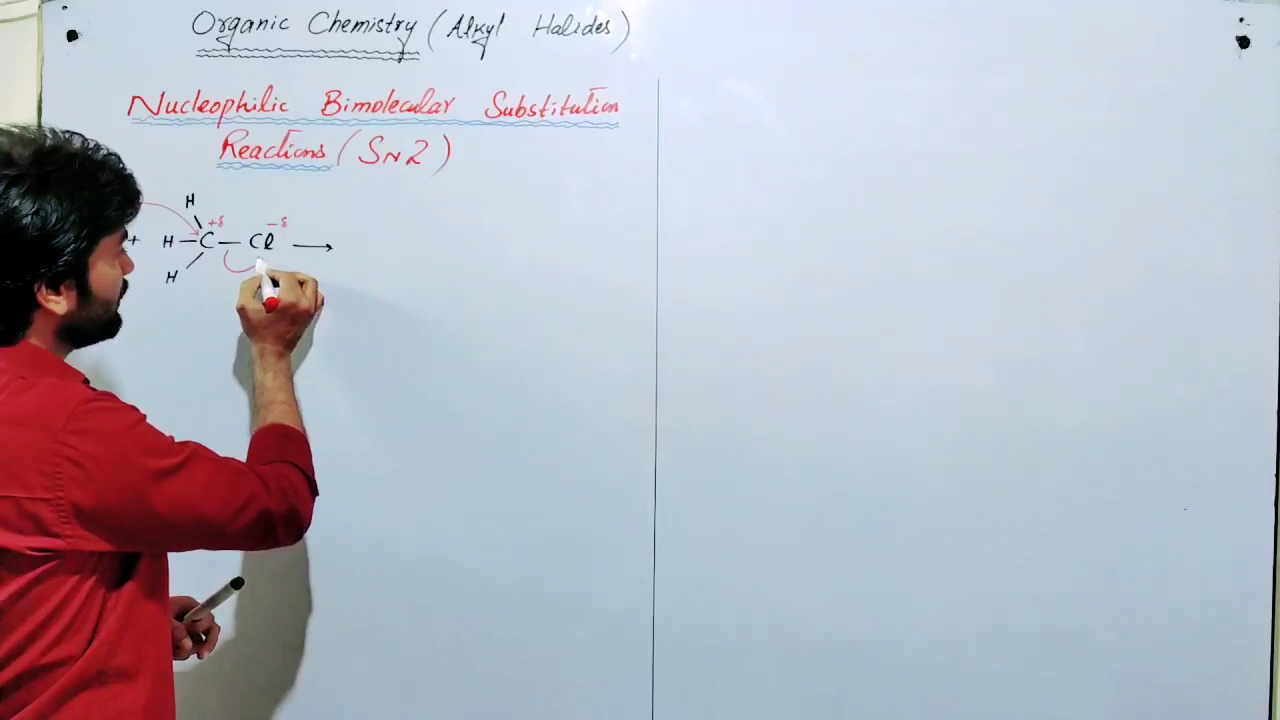 Organic Chemistry (Alkyl Halides)
Nucleophilic Bimolecular Substitution
Reactions (SN2)
H
+δ −δ
+ H — C — Cl ⟶
H